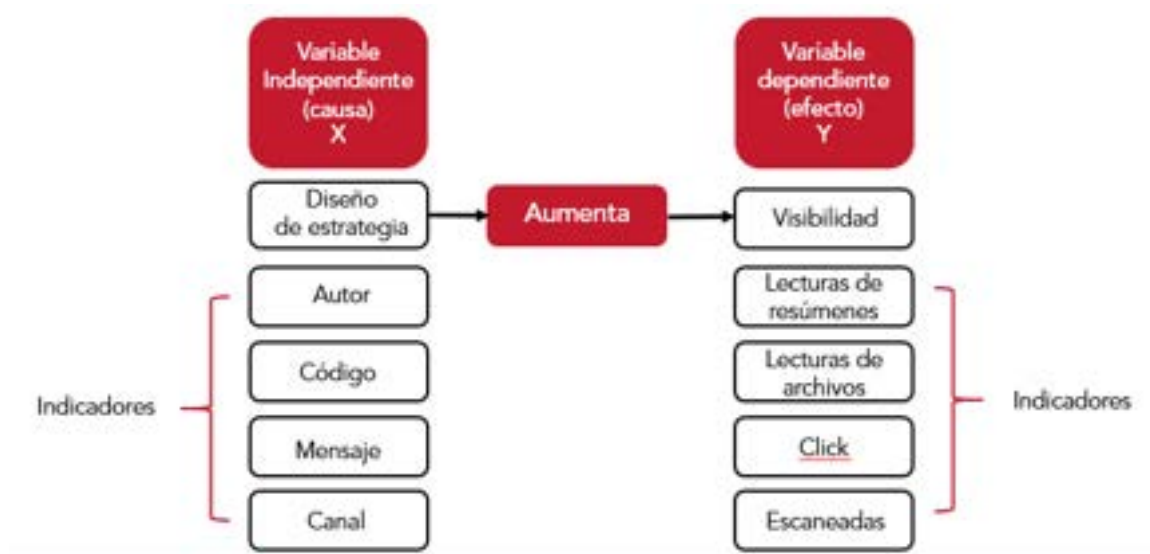 Variable
Independiente
(causa)
X
Variable
dependiente
(efecto)
Y
Diseño
de estrategia
Aumenta
Visibilidad
Indicadores
Autor
Código
Mensaje
Canal
Lecturas de
resúmenes
Lecturas de
archivos
Click
Escaneadas
Indicadores